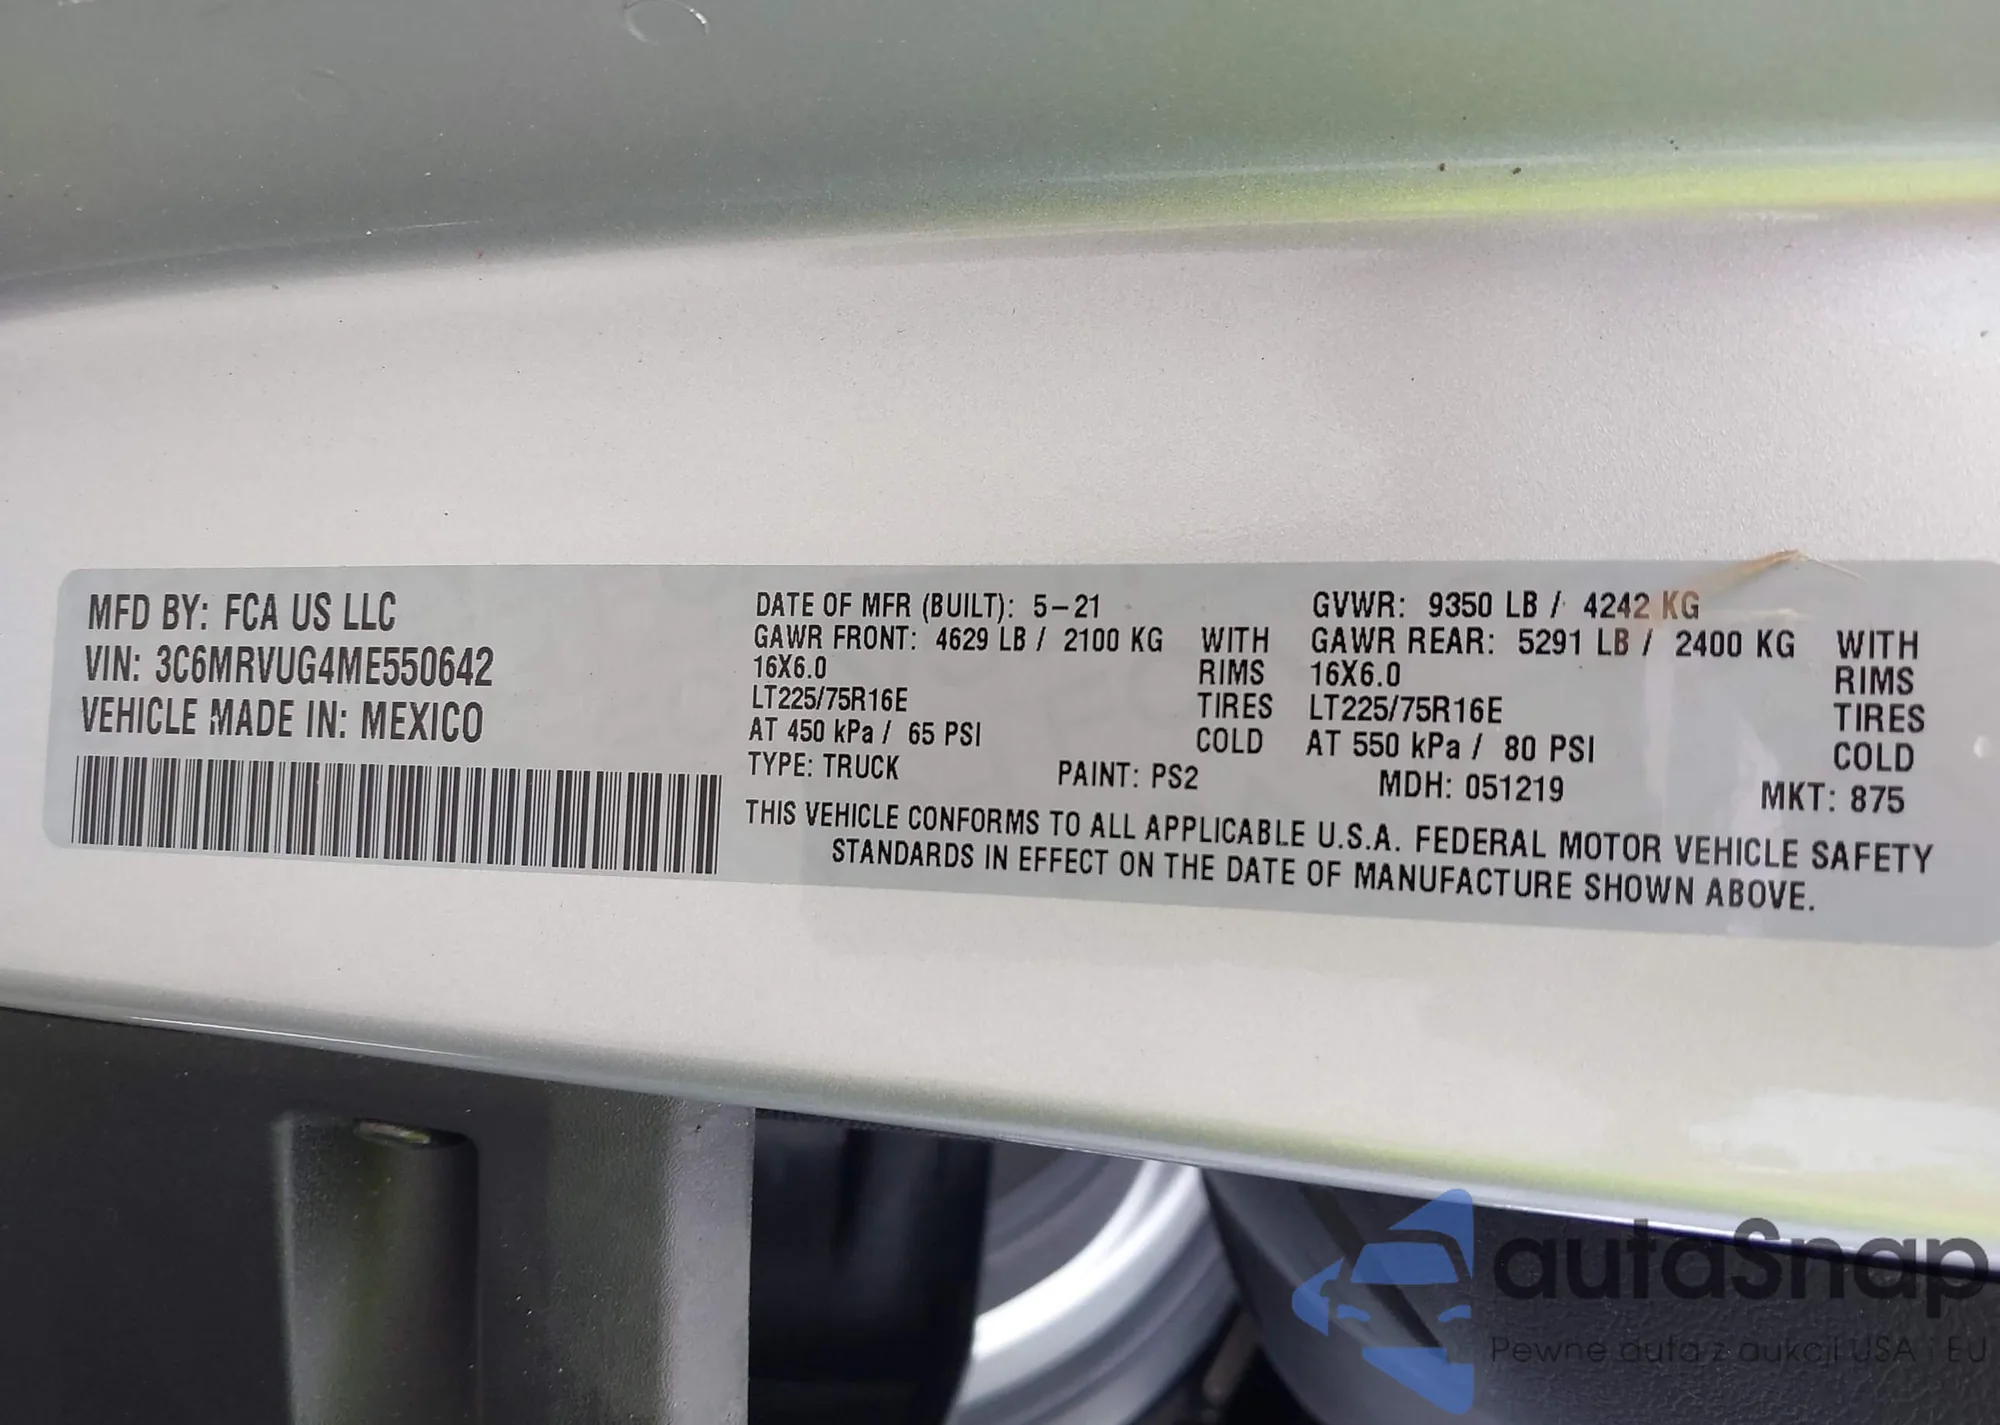 MFD BY: FCA US LLC
VIN: 3C6MRVUG4ME550642
VEHICLE MADE IN: MEXICO
DATE OF MFR (BUILT): 5-21 GVWR: 9350 LB / 4242 KG
GAWR FRONT: 4629 LB / 2100 KG WITH GAWR REAR: 5291 LB / 2400 KG WITH
16X6.0 RIMS 16X6.0 RIMS
LT225/75R16E TIRES LT225/75R16E TIRES
AT 450 kPa / 65 PSI COLD AT 550 kPa / 80 PSI COLD
TYPE: TRUCK PAINT: PS2 MDH: 051219 MKT: 875
THIS VEHICLE CONFORMS TO ALL APPLICABLE U.S.A. FEDERAL MOTOR VEHICLE SAFETY
STANDARDS IN EFFECT ON THE DATE OF MANUFACTURE SHOWN ABOVE.
autaSnap
Pewne auta z aukcji USA i EU